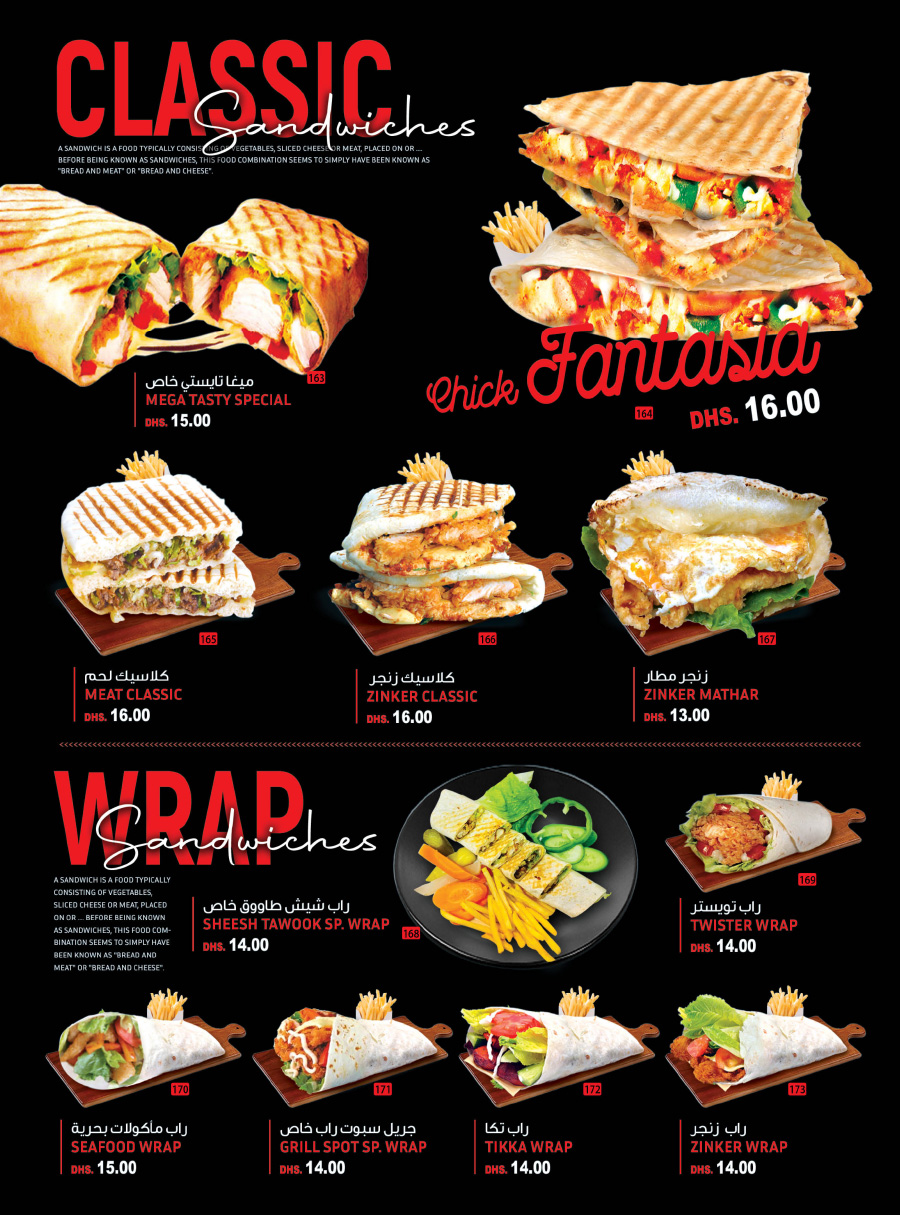 CLASSIC
Sandwiches
A SANDWICH IS A FOOD TYPICALLY CONSISTING OF VEGETABLES, SLICED CHEESE OR MEAT, PLACED ON OR ...
BEFORE BEING KNOWN AS SANDWICHES, THIS FOOD COMBINATION SEEMS TO SIMPLY HAVE BEEN KNOWN AS
"BREAD AND MEAT" OR "BREAD AND CHEESE".
163
ميغا تايستي خاص
MEGA TASTY SPECIAL
DHS. 15.00
Chick Fantasia
164
DHS. 16.00
165
كلاسيك لحم
MEAT CLASSIC
DHS. 16.00
166
كلاسيك زنجر
ZINKER CLASSIC
DHS. 16.00
167
زنجر مطار
ZINKER MATHAR
DHS. 13.00
WRAP
Sandwiches
A SANDWICH IS A FOOD TYPICALLY
CONSISTING OF VEGETABLES,
SLICED CHEESE OR MEAT, PLACED
ON OR ... BEFORE BEING KNOWN
AS SANDWICHES, THIS FOOD COM-
BINATION SEEMS TO SIMPLY HAVE
BEEN KNOWN AS "BREAD AND
MEAT" OR "BREAD AND CHEESE".
راب شيش طاووق خاص
SHEESH TAWOOK SP. WRAP
DHS. 14.00
168
169
راب تويستر
TWISTER WRAP
DHS. 14.00
170
راب مأكولات بحرية
SEAFOOD WRAP
DHS. 15.00
171
جريل سبوت راب خاص
GRILL SPOT SP. WRAP
DHS. 14.00
172
راب تكا
TIKKA WRAP
DHS. 14.00
173
راب زنجر
ZINKER WRAP
DHS. 14.00